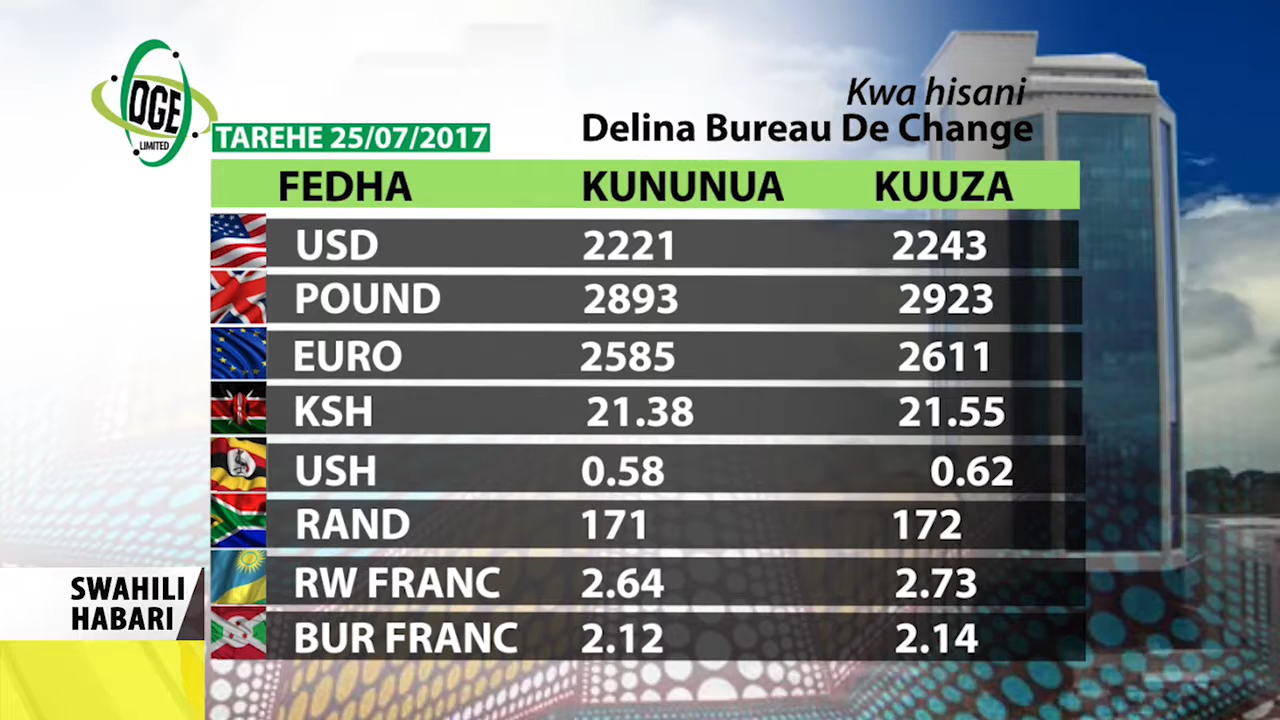 DGE
LIMITED
TAREHE 25/07/2017
Kwa hisani
Delina Bureau De Change
FEDHA KUNUNUA KUUZA
USD 2221 2243
POUND 2893 2923
EURO 2585 2611
KSH 21.38 21.55
USH 0.58 0.62
RAND 171 172
RW FRANC 2.64 2.73
BUR FRANC 2.12 2.14
SWAHILI
HABARI